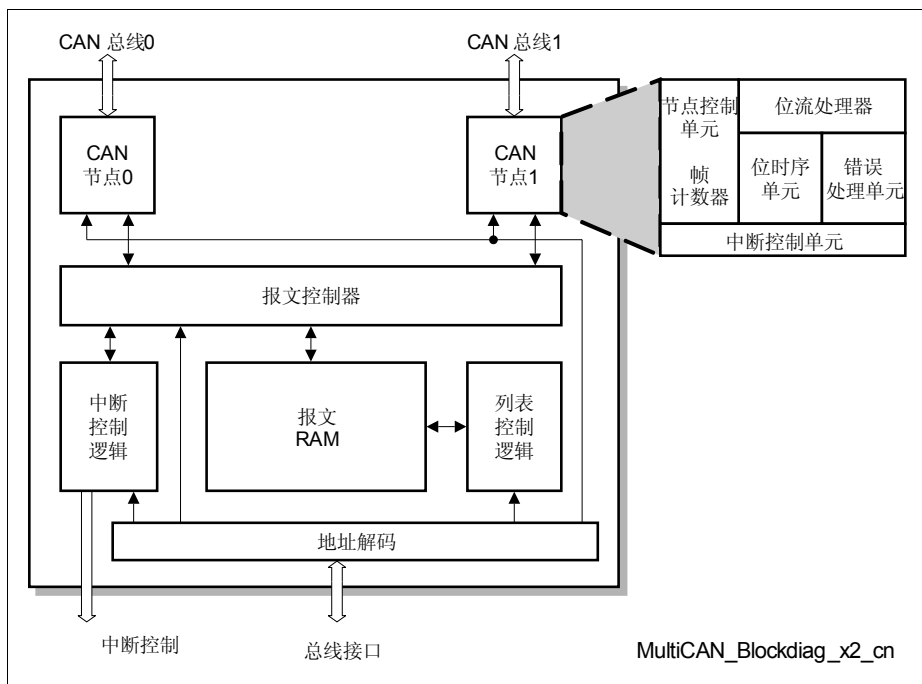 CAN 总线0
CAN 总线1
CAN
节点0
CAN
节点1
节点控制
单元
帧
计数器
位流处理器
位时序
单元
错误
处理单元
中断控制单元
报文控制器
中断
控制
逻辑
报文
RAM
列表
控制
逻辑
地址解码
中断控制
总线接口
MultiCAN_Blockdiag_x2_cn